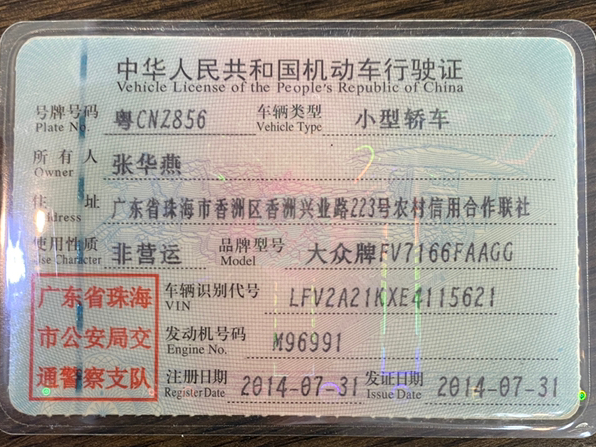 中华人民共和国机动车行驶证
Vehicle License of the People's Republic of China
号牌号码 粤CNZ856 车辆类型 小型轿车
Plate No. Vehicle Type
所有人 张华燕
Owner
住址 广东省珠海市香洲区香洲兴业路223号农村信用合作联社
Address
使用性质 非营运 品牌型号 大众牌FV7166FAAGG
Use Character Model
广东省珠海
市公安局交
通警察支队
车辆识别代号 LFV2A21KXE4115621
VIN
发动机号码 M96991
Engine No.
注册日期 2014-07-31 发证日期 2014-07-31
Register Date Issue Date